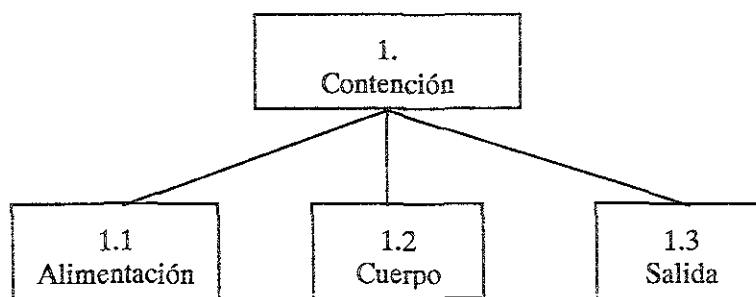 1.
Contención
1.1
Alimentación
1.2
Cuerpo
1.3
Salida